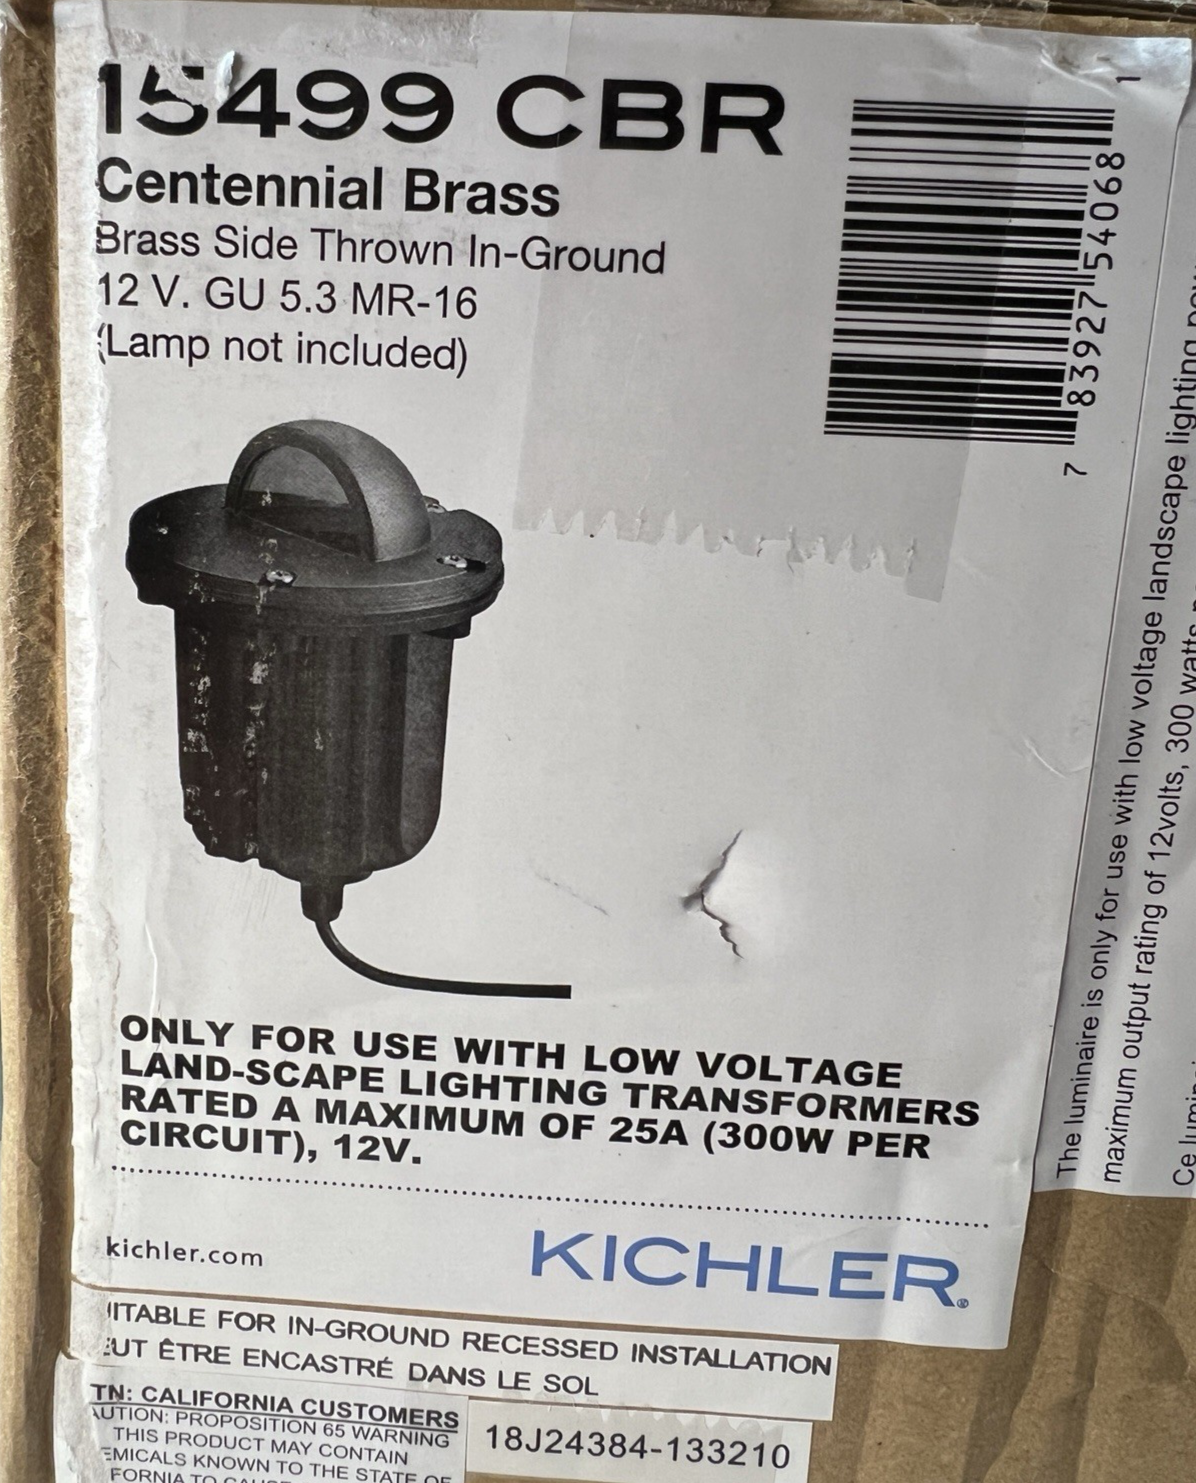 15499 CBR
Centennial Brass
Brass Side Thrown In-Ground
12 V. GU 5.3 MR-16
(Lamp not included)
7 83927 54068 1
ONLY FOR USE WITH LOW VOLTAGE
LAND-SCAPE LIGHTING TRANSFORMERS
RATED A MAXIMUM OF 25A (300W PER
CIRCUIT), 12V.
kichler.com
KICHLER®
ITABLE FOR IN-GROUND RECESSED INSTALLATION
EUT ÊTRE ENCASTRÉ DANS LE SOL
TN: CALIFORNIA CUSTOMERS
AUTION: PROPOSITION 65 WARNING
THIS PRODUCT MAY CONTAIN
EMICALS KNOWN TO THE STATE OF
FORNIA TO
18J24384-133210
The luminaire is only for use with low voltage landscape lighting
maximum output rating of 12volts, 300 watts
Ce